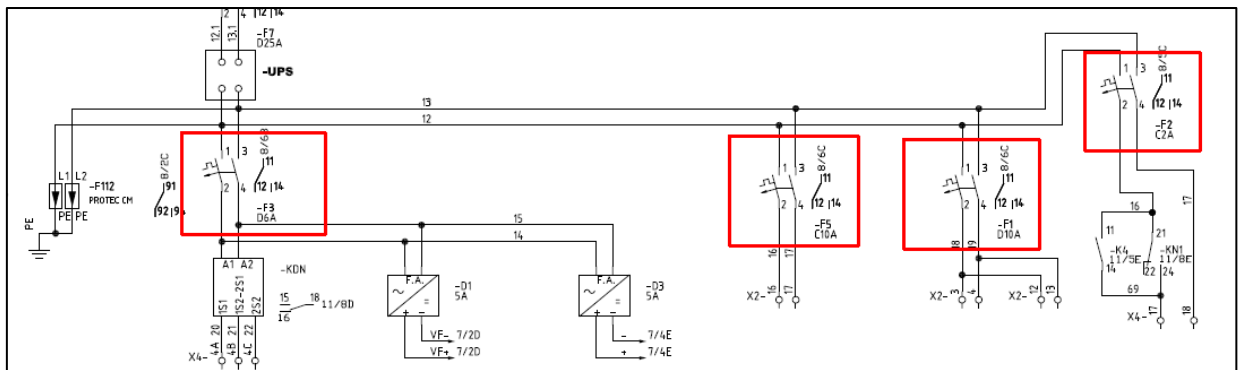 2 4 12 14
12.1 13.1
-F7
D25A
-UPS
13
12
1 3
8/6B
11
2 4
12 14
-F3
D6A
8/2C
91
92
L1 L2
-F112
PROTEC CM
PE PE
PE
15
14
A1 A2
-KDN
1S1
1S2-2S1
2S2
15 18 11/8D
16
20 21 22
4A 4B 4C
X4-
F.A.
-D1
5A
+ -
VF- 7/2D
VF+ 7/2D
F.A.
-D3
5A
+ -
- 7/4E
+ 7/4E
1 3
8/6C
11
2 4
12 14
-F5
C10A
16 17
X2-
16 17
1 3
8/6C
11
2 4
12 14
-F1
D10A
38 39
X2-
3 4
X2-
12 13
1 3
8/5C
11
2 4
12 14
-F2
C2A
16
17
11
-K4
11/5E
14
21
-KN1
11/8E
22 24
69
X4-
17 18